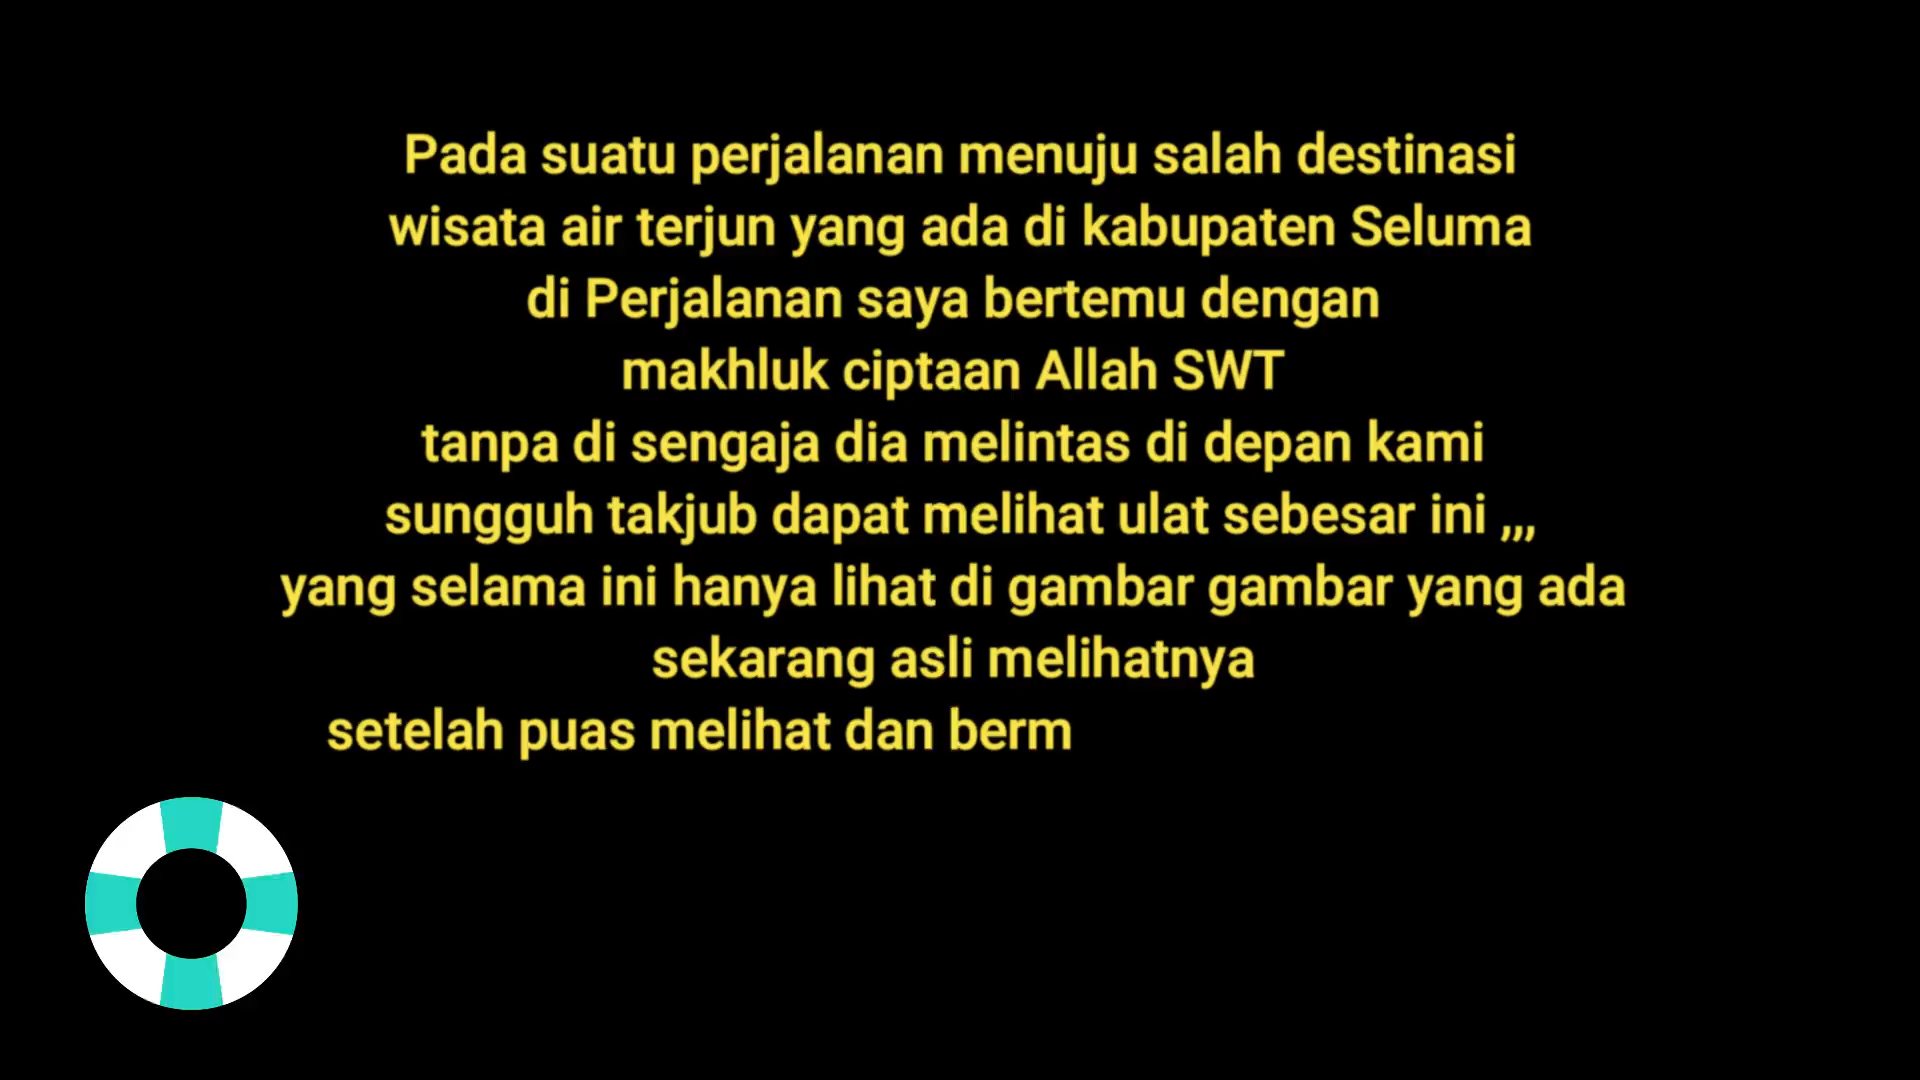 Pada suatu perjalanan menuju salah destinasi
wisata air terjun yang ada di kabupaten Seluma
di Perjalanan saya bertemu dengan
makhluk ciptaan Allah SWT
tanpa di sengaja dia melintas di depan kami
sungguh takjub dapat melihat ulat sebesar ini ,,,
yang selama ini hanya lihat di gambar gambar yang ada
sekarang asli melihatnya
setelah puas melihat dan berm